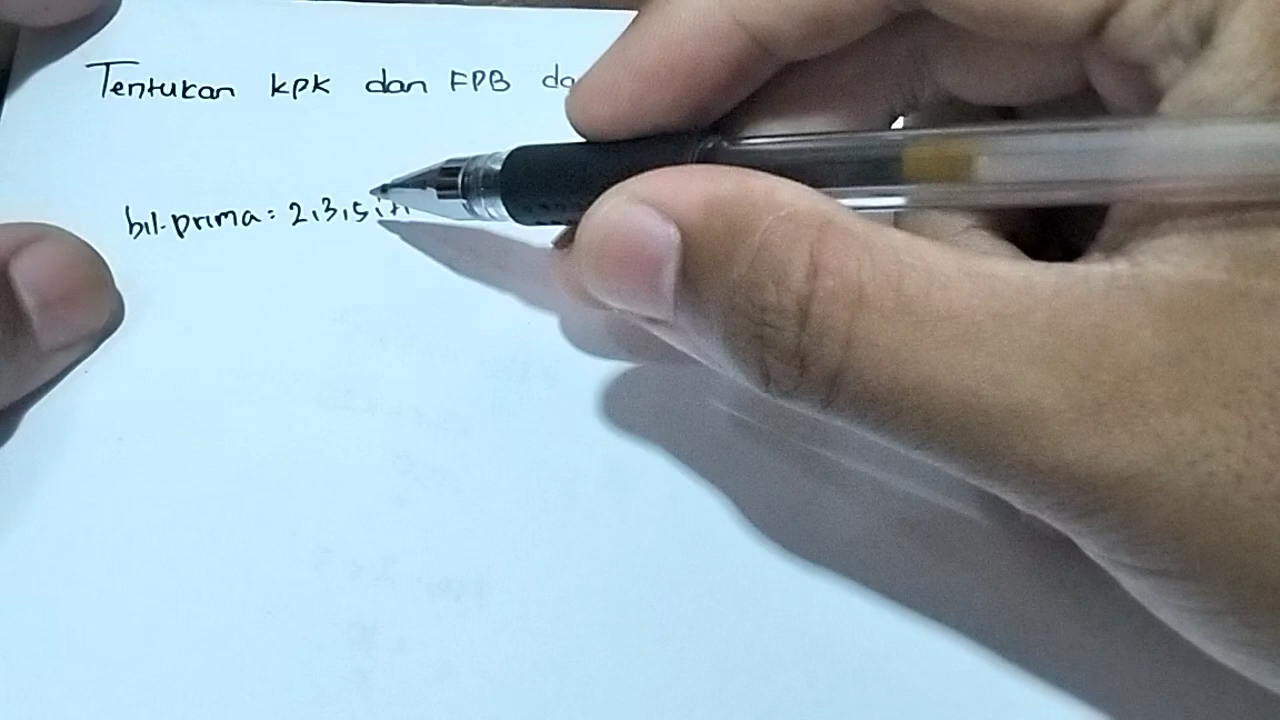 Tentukan kpk dan FPB
bil.prima = 2,3,5,